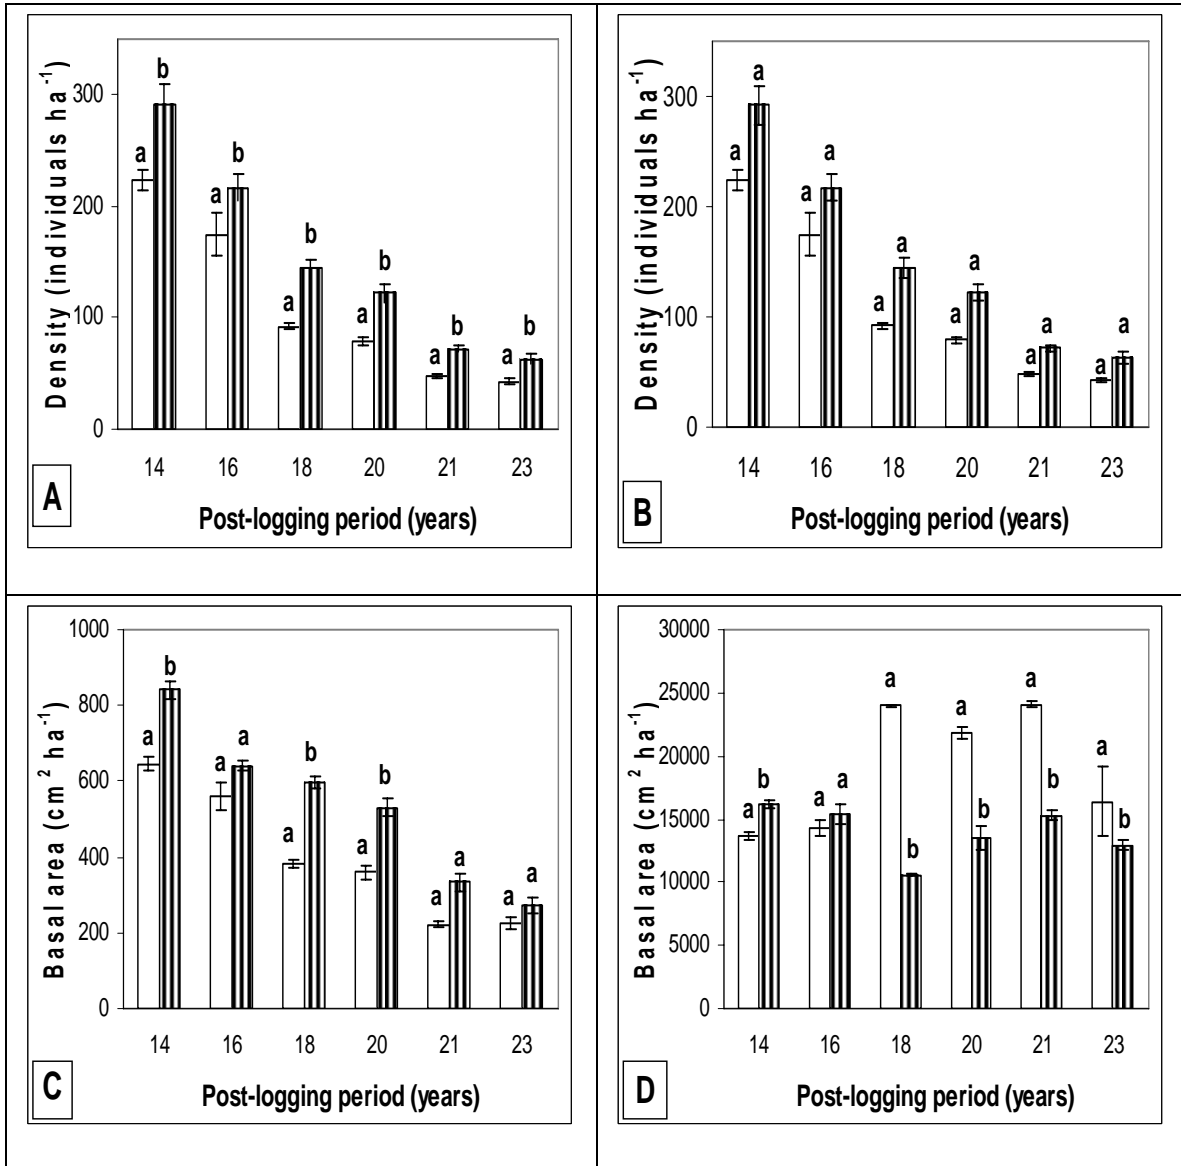 Density (individuals ha⁻¹)
300
200
100
0
a b a b a b a b a b a b
14 16 18 20 21 23
Post-logging period (years)
A
Density (individuals ha⁻¹)
300
200
100
0
a a a a a a a a a a a a
14 16 18 20 21 23
Post-logging period (years)
B
Basal area (cm² ha⁻¹)
1000
800
600
400
200
0
a b a a a b a b a a a a
14 16 18 20 21 23
Post-logging period (years)
C
Basal area (cm² ha⁻¹)
30000
25000
20000
15000
10000
5000
0
a b a a a b a b a b a b
14 16 18 20 21 23
Post-logging period (years)
D